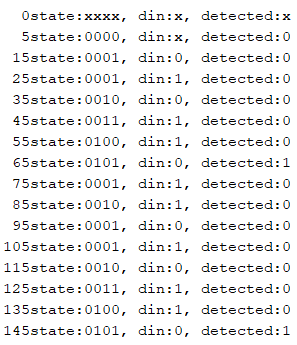 0state:xxxx, din:x, detected:x
5state:0000, din:x, detected:0
15state:0001, din:0, detected:0
25state:0001, din:1, detected:0
35state:0010, din:0, detected:0
45state:0011, din:1, detected:0
55state:0100, din:1, detected:0
65state:0101, din:0, detected:1
75state:0001, din:1, detected:0
85state:0010, din:1, detected:0
95state:0001, din:0, detected:0
105state:0001, din:1, detected:0
115state:0010, din:0, detected:0
125state:0011, din:1, detected:0
135state:0100, din:1, detected:0
145state:0101, din:0, detected:1